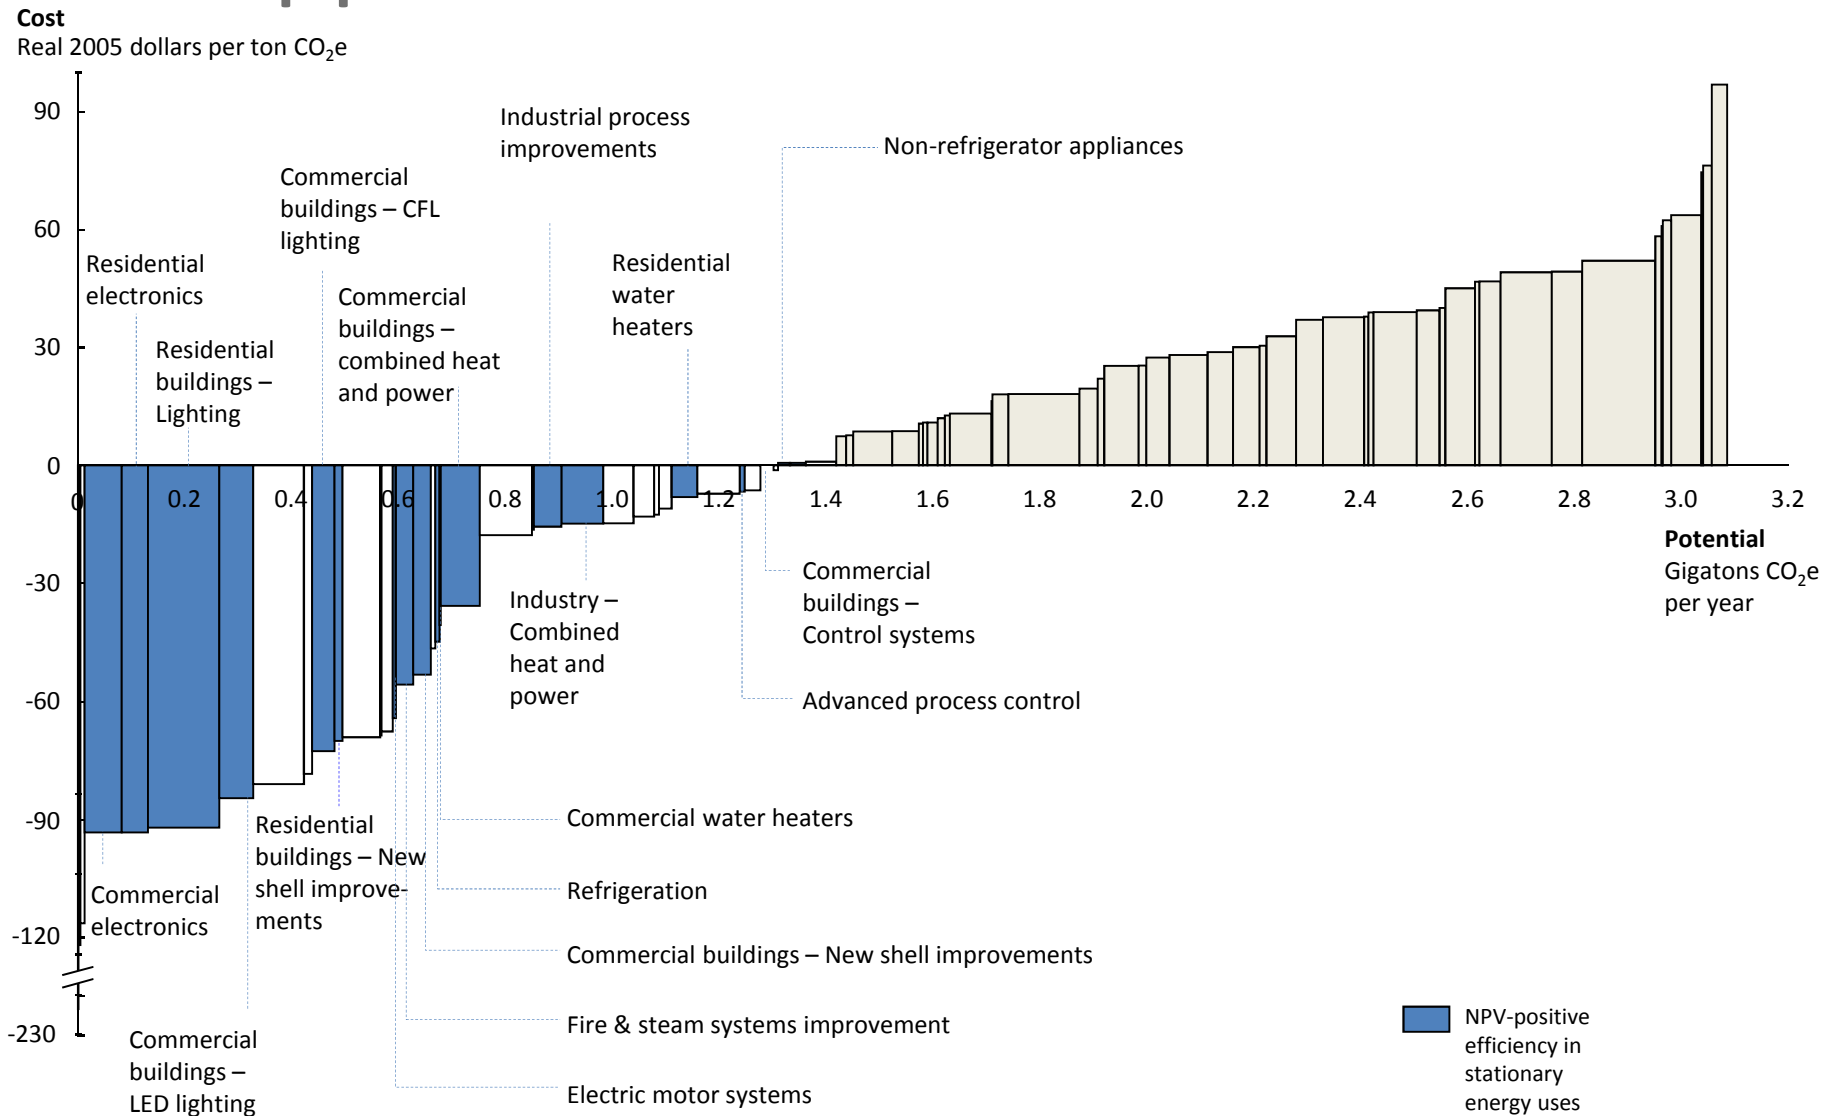 Cost
Real 2005 dollars per ton CO₂e
90
60
30
0
-30
-60
-90
-120
-230
Industrial process
improvements
Non-refrigerator appliances
Commercial
buildings – CFL
lighting
Residential
electronics
Residential
water
heaters
Commercial
buildings –
combined heat
and power
Residential
buildings –
Lighting
0
0.2
0.4
0.6
0.8
1.0
1.2
1.4
1.6
1.8
2.0
2.2
2.4
2.6
2.8
3.0
3.2
Potential
Gigatons CO₂e
per year
Commercial
buildings –
Control systems
Industry –
Combined
heat and
power
Advanced process control
Residential
buildings – New
shell improve-
ments
Commercial water heaters
Commercial
electronics
Refrigeration
Commercial buildings – New shell improvements
Fire & steam systems improvement
Commercial
buildings –
LED lighting
Electric motor systems
NPV-positive
efficiency in
stationary
energy uses